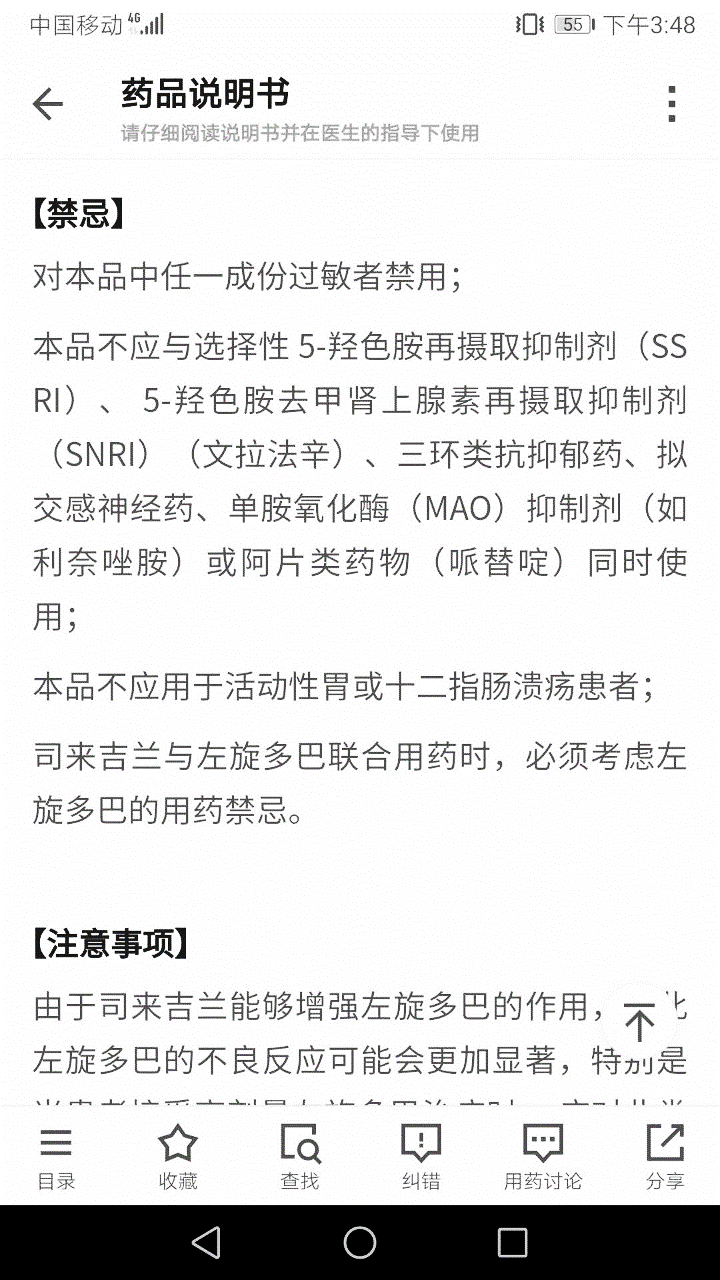 中国移动 4G 55 下午3:48
药品说明书
请仔细阅读说明书并在医生的指导下使用
【禁忌】
对本品中任一成份过敏者禁用；
本品不应与选择性 5-羟色胺再摄取抑制剂（SS
RI）、 5-羟色胺去甲肾上腺素再摄取抑制剂
（SNRI）（文拉法辛）、三环类抗抑郁药、拟
交感神经药、单胺氧化酶（MAO）抑制剂（如
利奈唑胺）或阿片类药物（哌替啶）同时使
用；
本品不应用于活动性胃或十二指肠溃疡患者；
司来吉兰与左旋多巴联合用药时，必须考虑左
旋多巴的用药禁忌。
【注意事项】
由于司来吉兰能够增强左旋多巴的作用，
左旋多巴的不良反应可能会更加显著，特别是
目录 收藏 查找 纠错 用药讨论 分享